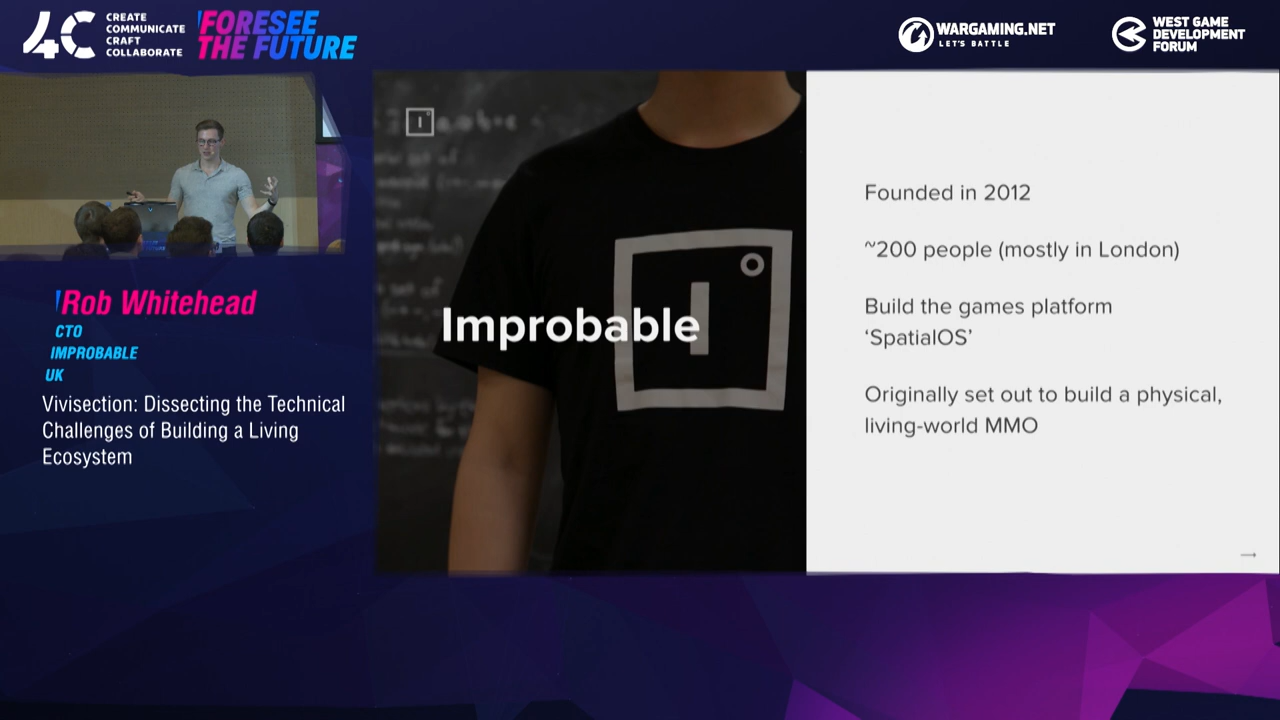 4C
CREATE
COMMUNICATE
CRAFT
COLLABORATE
FORESEE
THE FUTURE
WARGAMING.NET
LET'S BATTLE
WEST GAME
DEVELOPMENT
FORUM
Rob Whitehead
CTO
IMPROBABLE
UK
Vivisection: Dissecting the Technical
Challenges of Building a Living
Ecosystem
I
I
Improbable
Founded in 2012
~200 people (mostly in London)
Build the games platform
‘SpatialOS’
Originally set out to build a physical,
living-world MMO